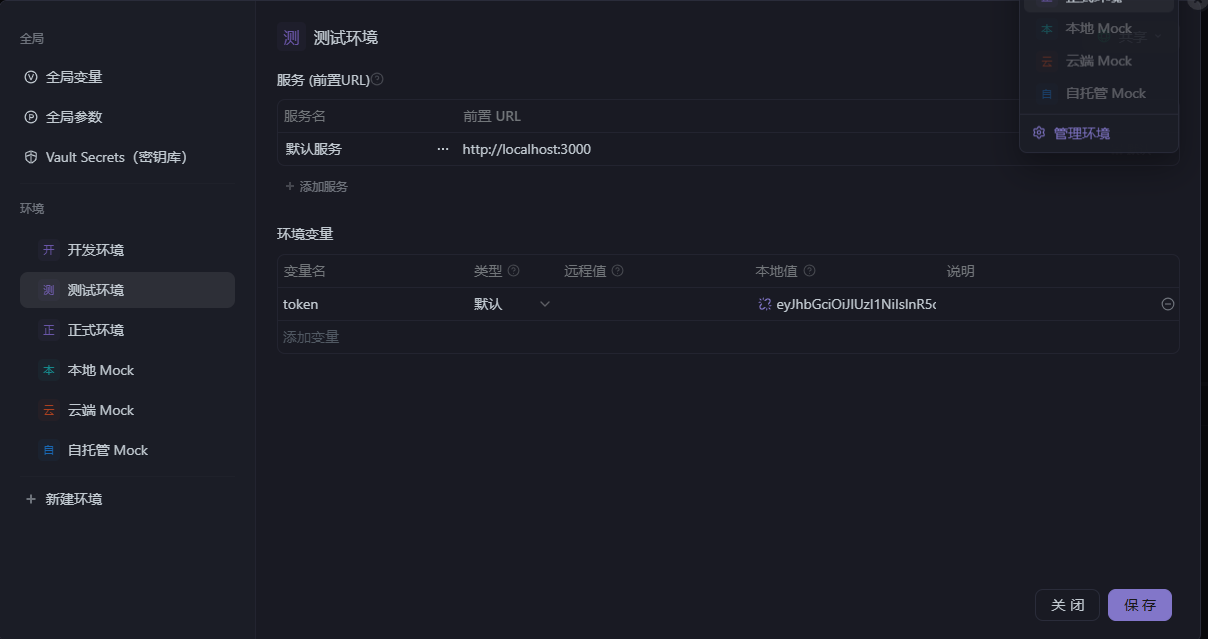 全局
Ⓥ 全局变量
Ⓟ 全局参数
Vault Secrets（密钥库）
环境
开 开发环境
测 测试环境
正 正式环境
本 本地 Mock
云 云端 Mock
自 自托管 Mock
+ 新建环境
测 测试环境
服务 (前置URL)
服务名 前置 URL
默认服务 ··· http://localhost:3000
+ 添加服务
环境变量
变量名 类型 远程值 本地值 说明
token 默认
添加变量
正式环境
本 本地 Mock
共享
云 云端 Mock
自 自托管 Mock
管理环境
关 闭
保 存